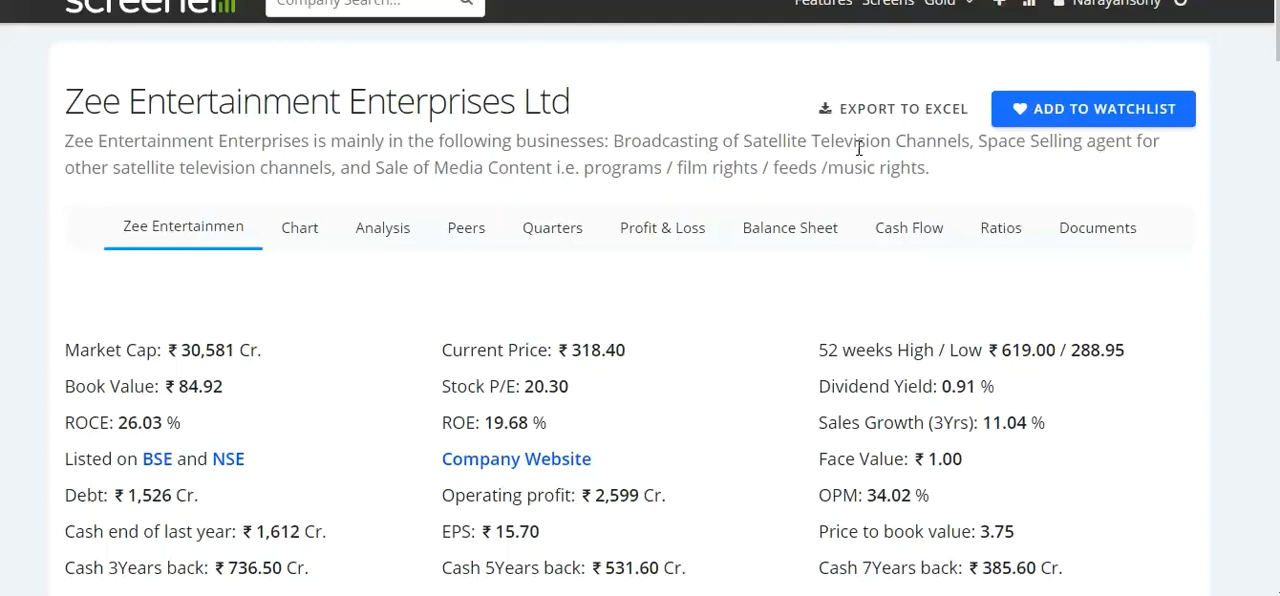 screener
Company Search...
Features Screens Gold Narayansony
Zee Entertainment Enterprises Ltd
EXPORT TO EXCEL
ADD TO WATCHLIST
Zee Entertainment Enterprises is mainly in the following businesses: Broadcasting of Satellite Television Channels, Space Selling agent for
other satellite television channels, and Sale of Media Content i.e. programs / film rights / feeds /music rights.
Zee Entertainmen Chart Analysis Peers Quarters Profit & Loss Balance Sheet Cash Flow Ratios Documents
Market Cap: ₹ 30,581 Cr. Current Price: ₹ 318.40 52 weeks High / Low ₹ 619.00 / 288.95
Book Value: ₹ 84.92 Stock P/E: 20.30 Dividend Yield: 0.91 %
ROCE: 26.03 % ROE: 19.68 % Sales Growth (3Yrs): 11.04 %
Listed on BSE and NSE Company Website Face Value: ₹ 1.00
Debt: ₹ 1,526 Cr. Operating profit: ₹ 2,599 Cr. OPM: 34.02 %
Cash end of last year: ₹ 1,612 Cr. EPS: ₹ 15.70 Price to book value: 3.75
Cash 3Years back: ₹ 736.50 Cr. Cash 5Years back: ₹ 531.60 Cr. Cash 7Years back: ₹ 385.60 Cr.